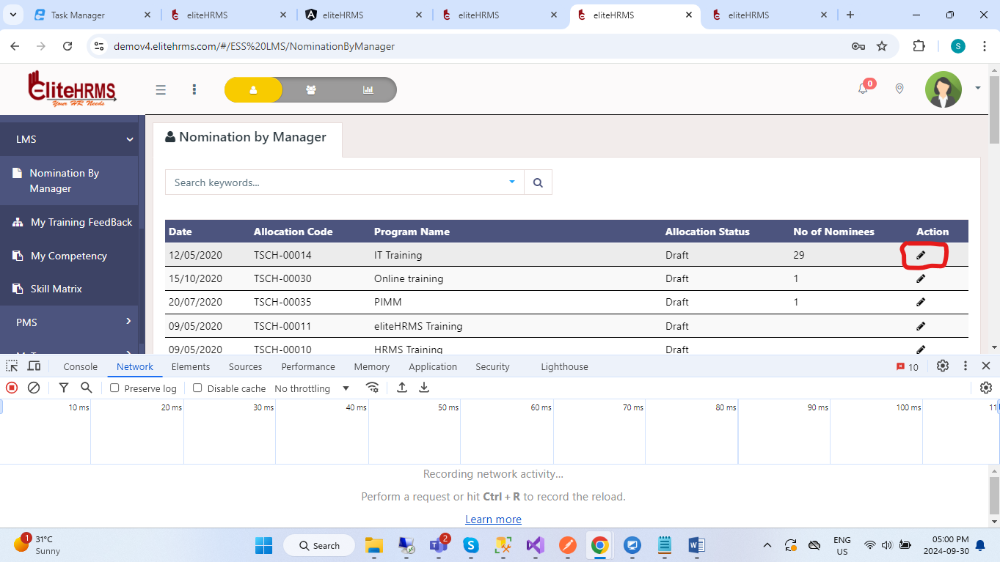 Task Manager
eliteHRMS
eliteHRMS
eliteHRMS
eliteHRMS
eliteHRMS
demov4.elitehrms.com/#/ESS%20LMS/NominationByManager
S
eliteHRMS
Your HR Needs
0
LMS
Nomination By
Manager
My Training FeedBack
My Competency
Skill Matrix
PMS
Nomination by Manager
Search keywords...
Date Allocation Code Program Name Allocation Status No of Nominees Action
12/05/2020 TSCH-00014 IT Training Draft 29
15/10/2020 TSCH-00030 Online training Draft 1
20/07/2020 TSCH-00035 PIMM Draft 1
09/05/2020 TSCH-00011 eliteHRMS Training Draft
09/05/2020 TSCH-00010 HRMS Training Draft
Console Network Elements Sources Performance Memory Application Security Lighthouse 10
Preserve log Disable cache No throttling
10 ms 20 ms 30 ms 40 ms 50 ms 60 ms 70 ms 80 ms 90 ms 100 ms 11
Recording network activity...
Perform a request or hit Ctrl + R to record the reload.
Learn more
1
31°C
Sunny
Search
2
ENG
US
05:00 PM
2024-09-30